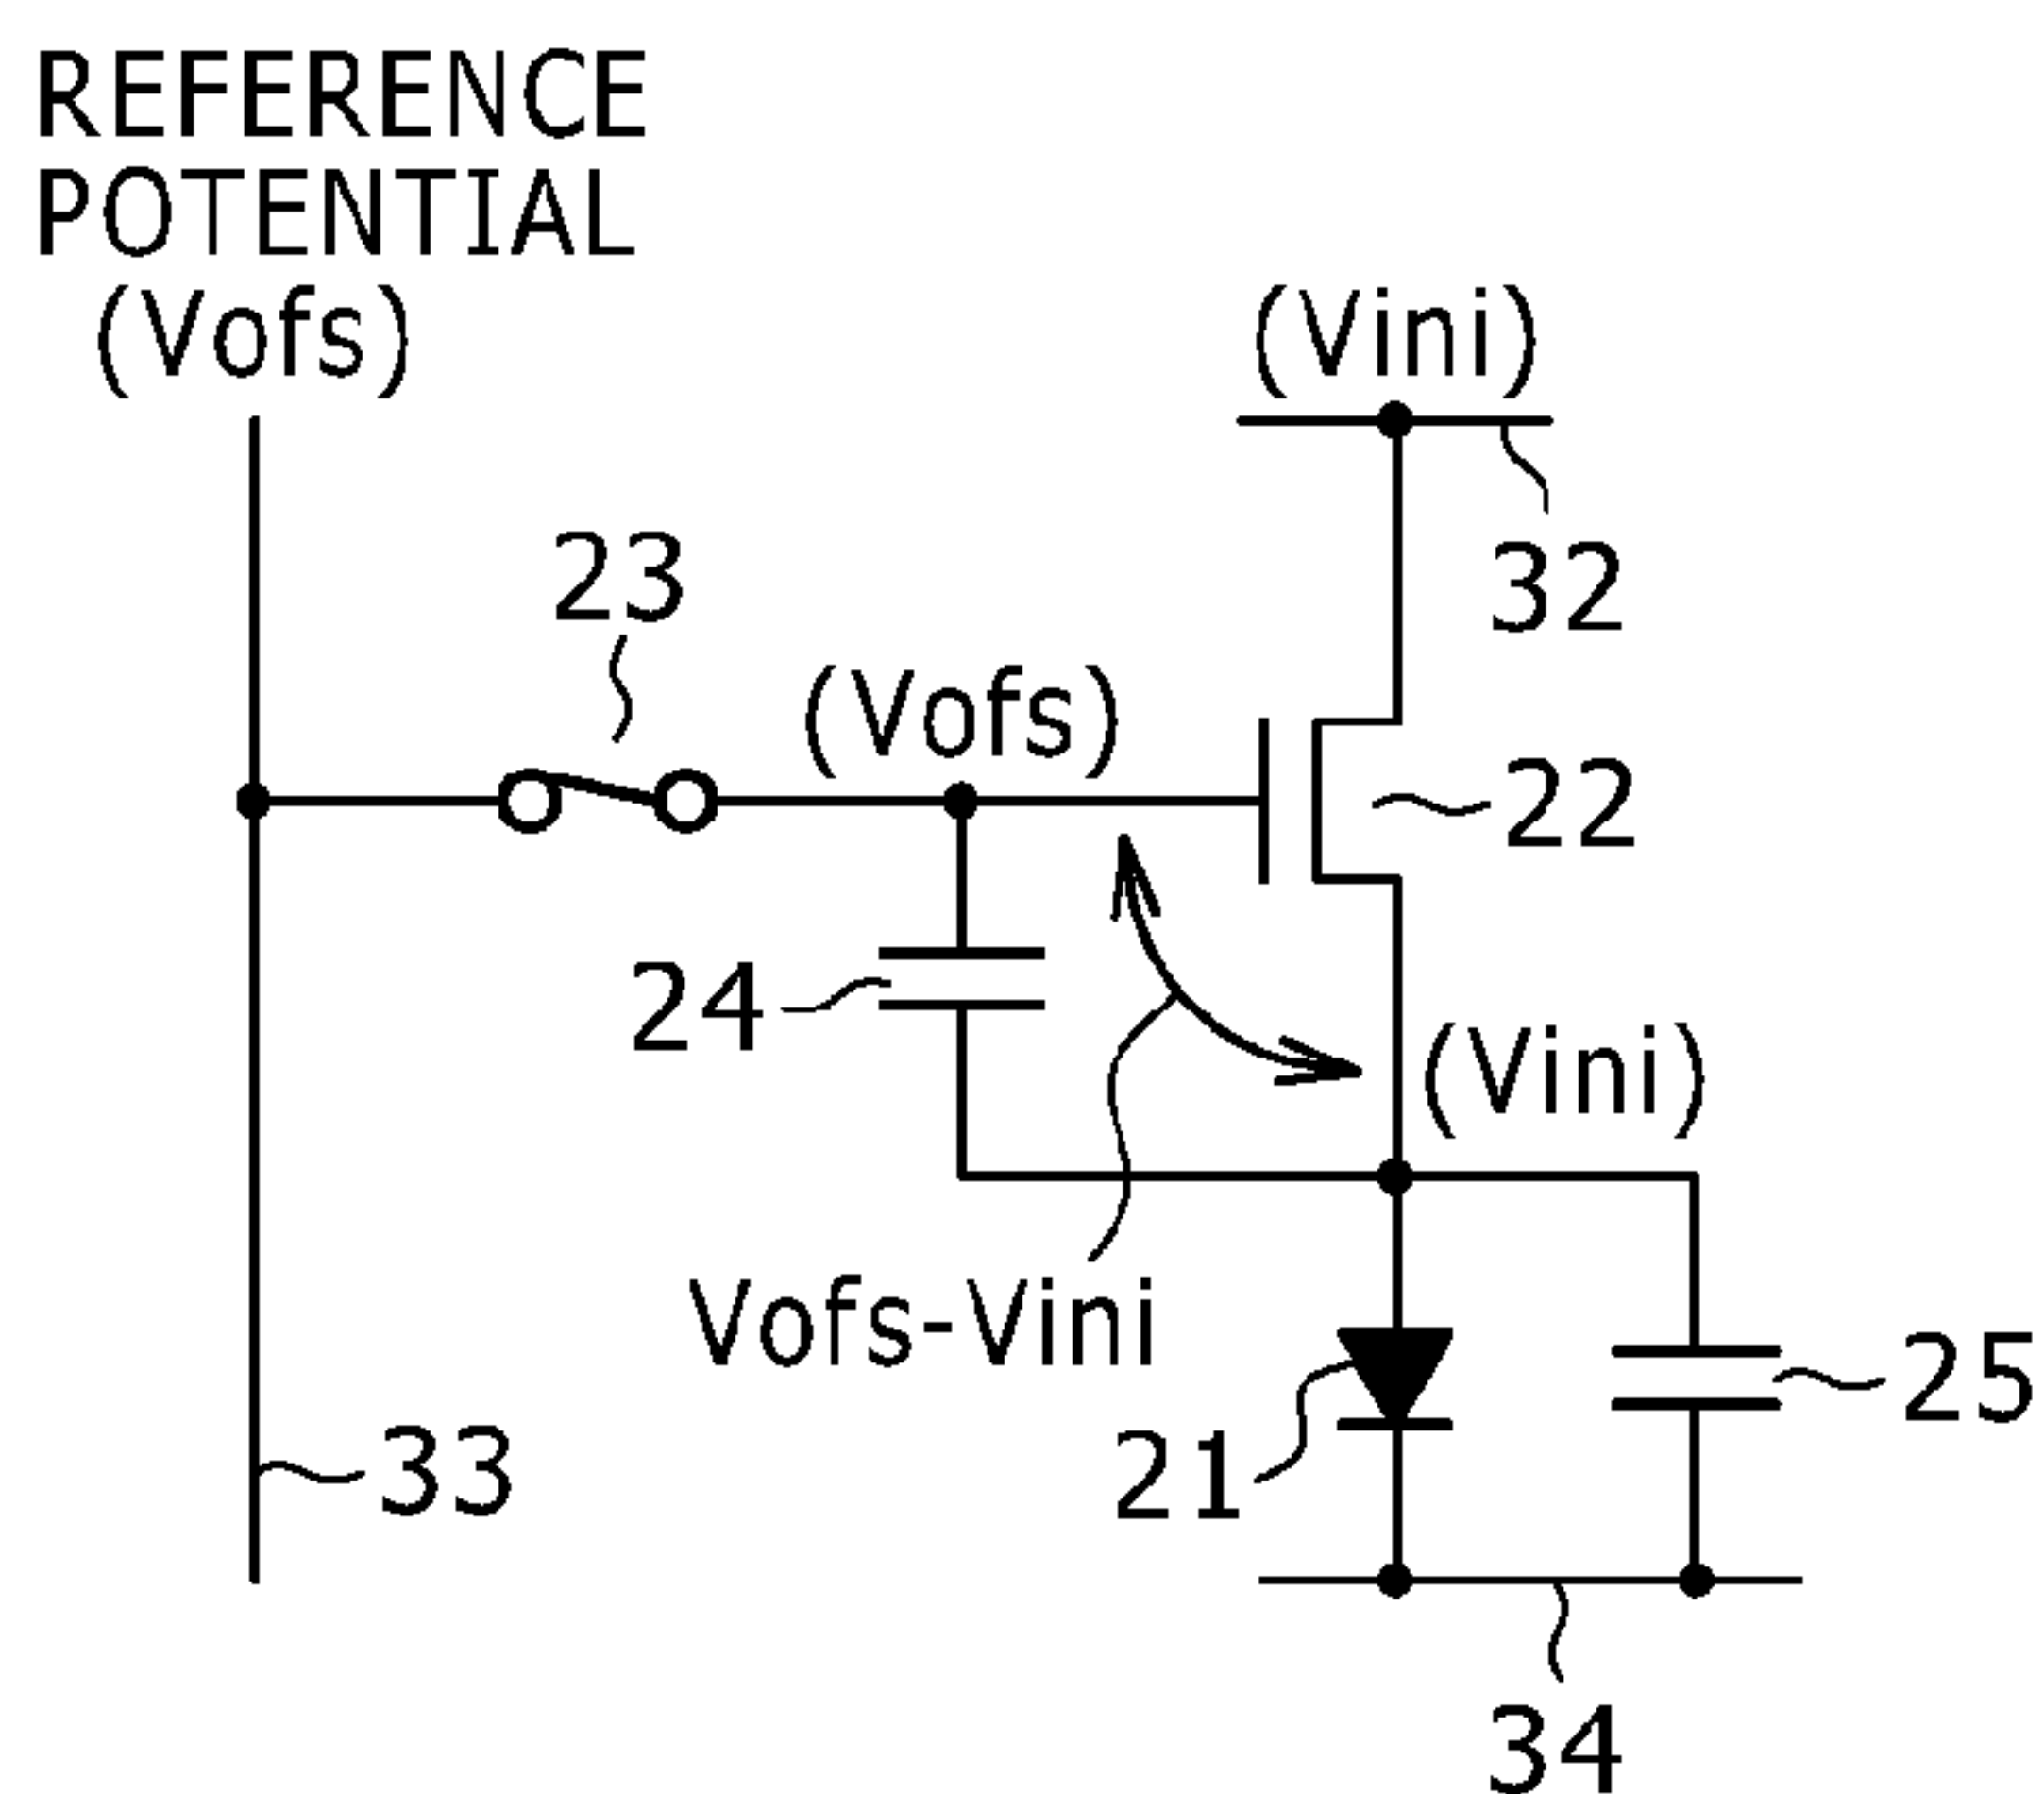 REFERENCE
POTENTIAL
(Vofs)
(Vini)
32
23
(Vofs)
22
24
(Vini)
Vofs-Vini
25
21
33
34